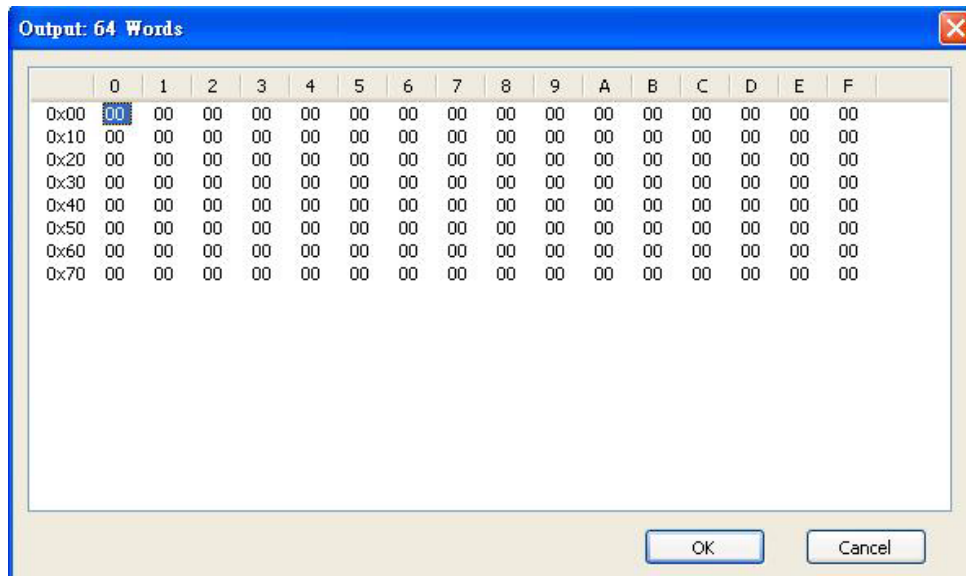 Output: 64 Words
0 1 2 3 4 5 6 7 8 9 A B C D E F
0x00 00 00 00 00 00 00 00 00 00 00 00 00 00 00 00 00
0x10 00 00 00 00 00 00 00 00 00 00 00 00 00 00 00 00
0x20 00 00 00 00 00 00 00 00 00 00 00 00 00 00 00 00
0x30 00 00 00 00 00 00 00 00 00 00 00 00 00 00 00 00
0x40 00 00 00 00 00 00 00 00 00 00 00 00 00 00 00 00
0x50 00 00 00 00 00 00 00 00 00 00 00 00 00 00 00 00
0x60 00 00 00 00 00 00 00 00 00 00 00 00 00 00 00 00
0x70 00 00 00 00 00 00 00 00 00 00 00 00 00 00 00 00
OK Cancel